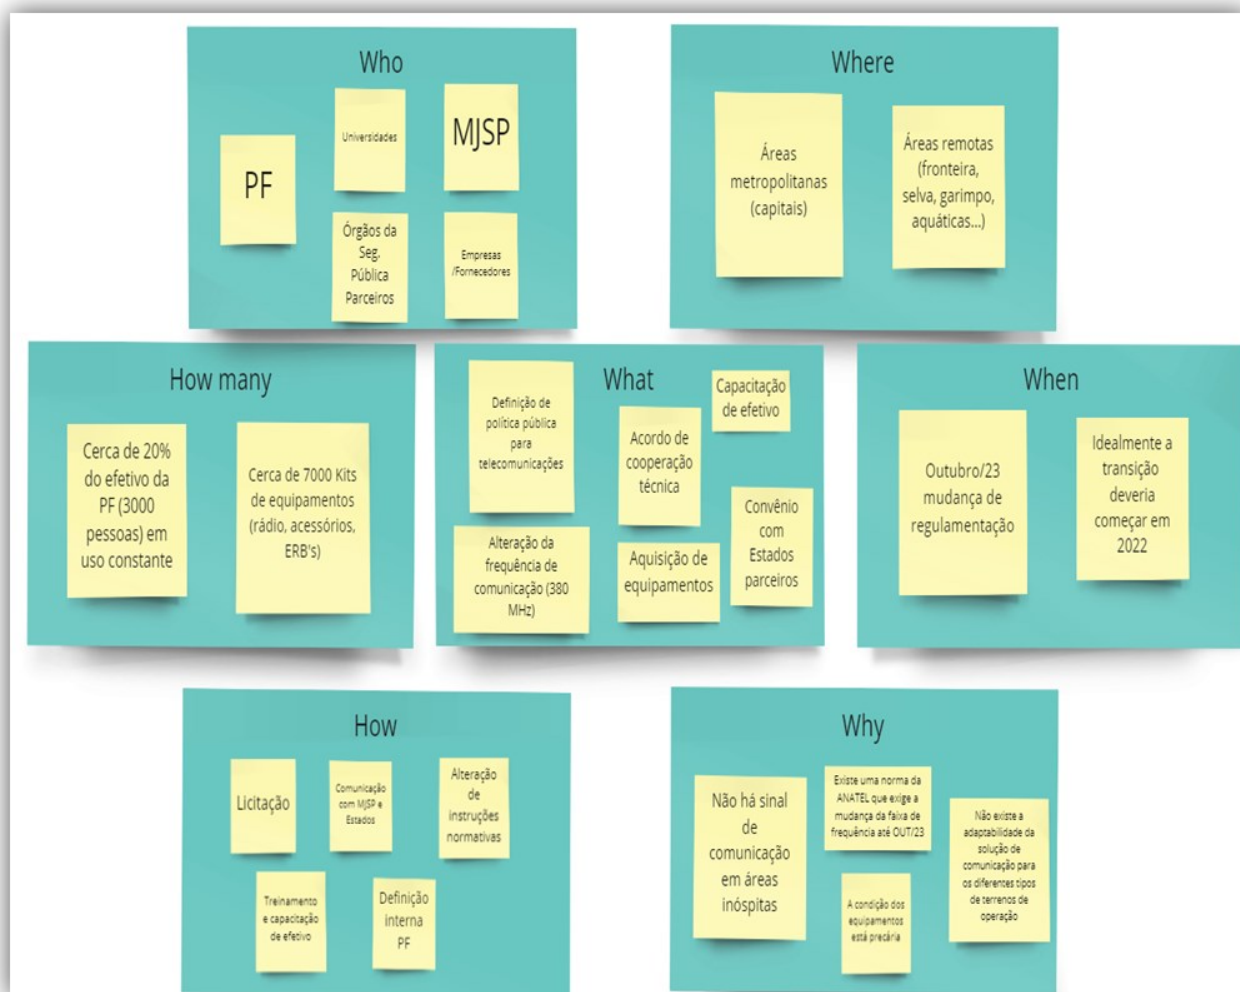 Who
PF
Universidades
MJSP
Órgãos da
Seg.
Pública
Parceiros
Empresas
/Fornecedores
Where
Áreas
metropolitanas
(capitais)
Áreas remotas
(fronteira,
selva, garimpo,
aquáticas...)
How many
Cerca de 20%
do efetivo da
PF (3000
pessoas) em
uso constante
Cerca de 7000 Kits
de equipamentos
(rádio, acessórios,
ERB's)
What
Definição de
política pública
para
telecomunicações
Acordo de
cooperação
técnica
Capacitação
de efetivo
Alteração da
frequência de
comunicação (380
MHz)
Aquisição de
equipamentos
Convênio
com
Estados
parceiros
When
Outubro/23
mudança de
regulamentação
Idealmente a
transição
deveria
começar em
2022
How
Licitação
Comunicação
com MJSP e
Estados
Alteração
de
instruções
normativas
Treinamento
e capacitação
de efetivo
Definição
interna
PF
Why
Não há sinal
de
comunicação
em áreas
inóspitas
Existe uma norma da
ANATEL que exige a
mudança da faixa de
frequência até OUT/23
A condição dos
equipamentos
está precária
Não existe a
adaptabilidade da
solução de
comunicação para
os diferentes tipos
de terrenos de
operação